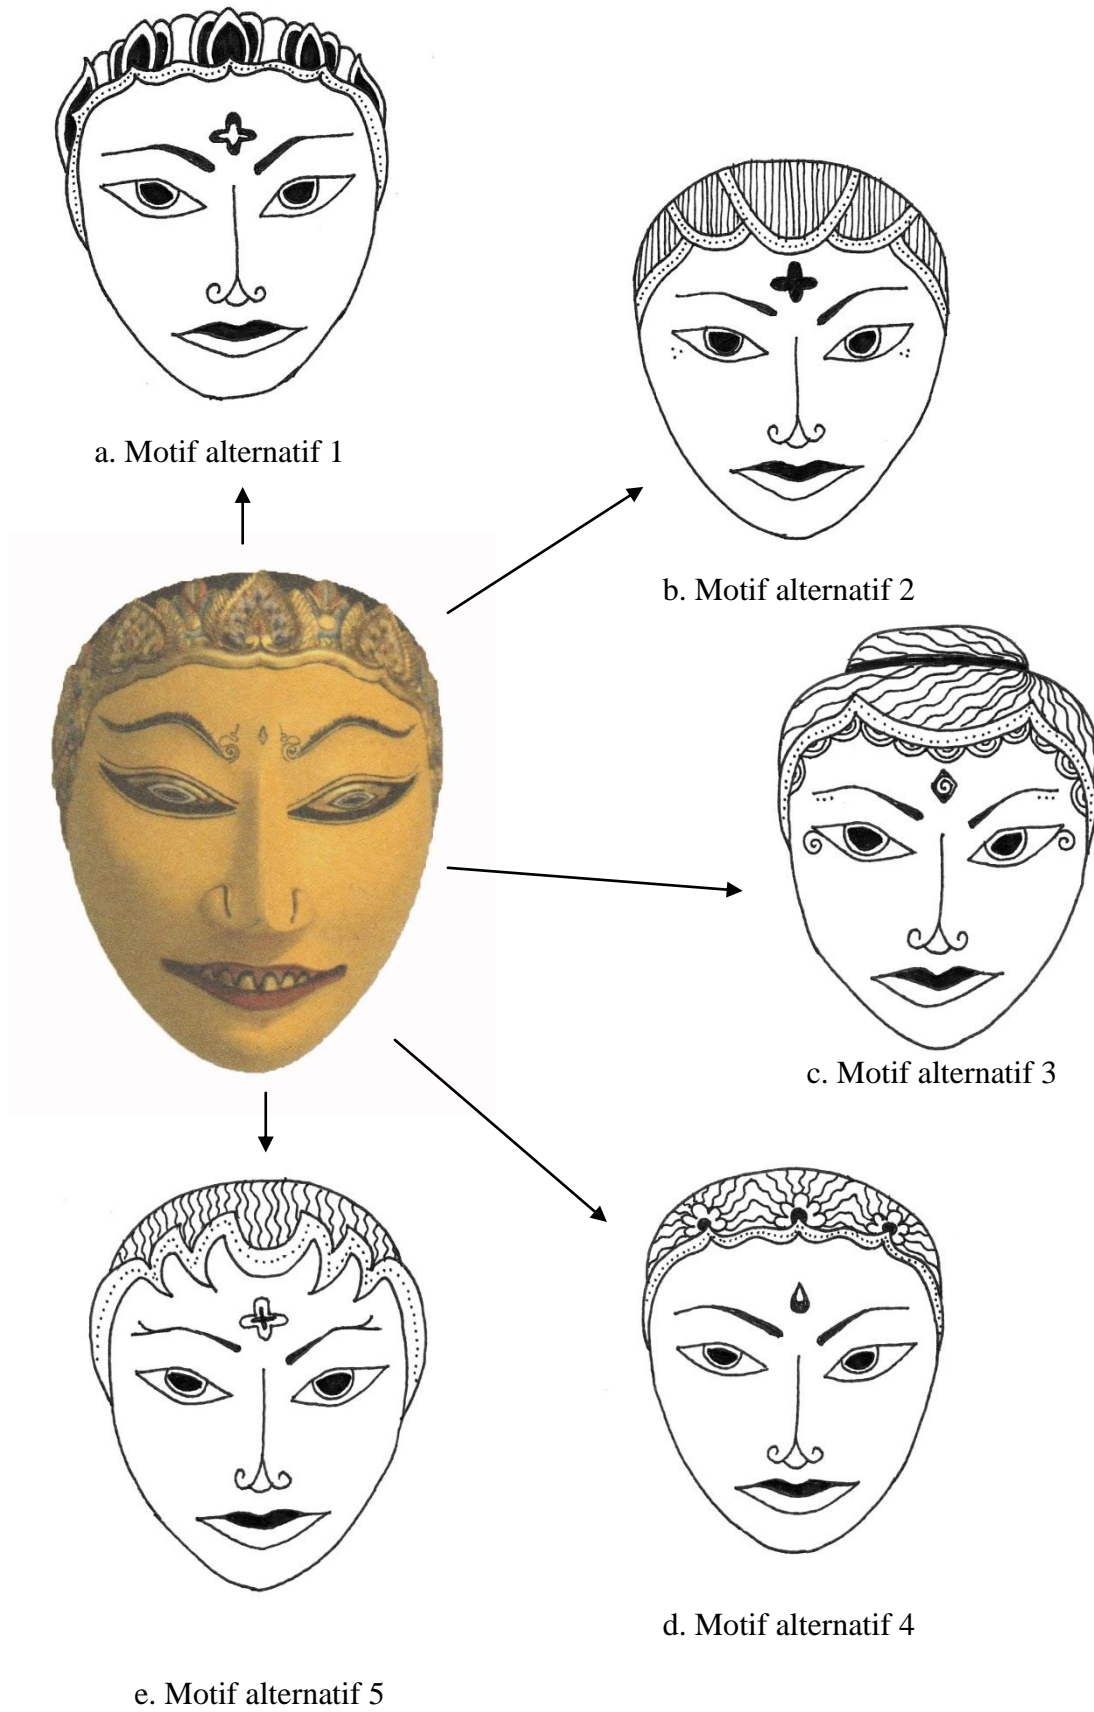 a. Motif alternatif 1
b. Motif alternatif 2
c. Motif alternatif 3
d. Motif alternatif 4
e. Motif alternatif 5